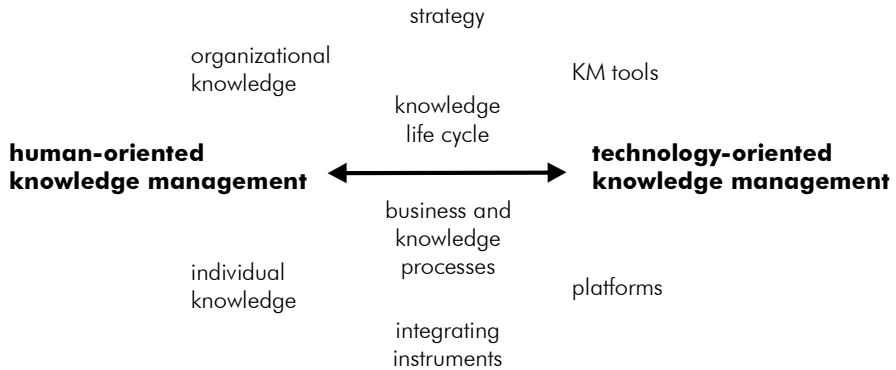 strategy
organizational
knowledge
KM tools
knowledge
life cycle
human-oriented
knowledge management
technology-oriented
knowledge management
business and
knowledge
processes
individual
knowledge
platforms
integrating
instruments